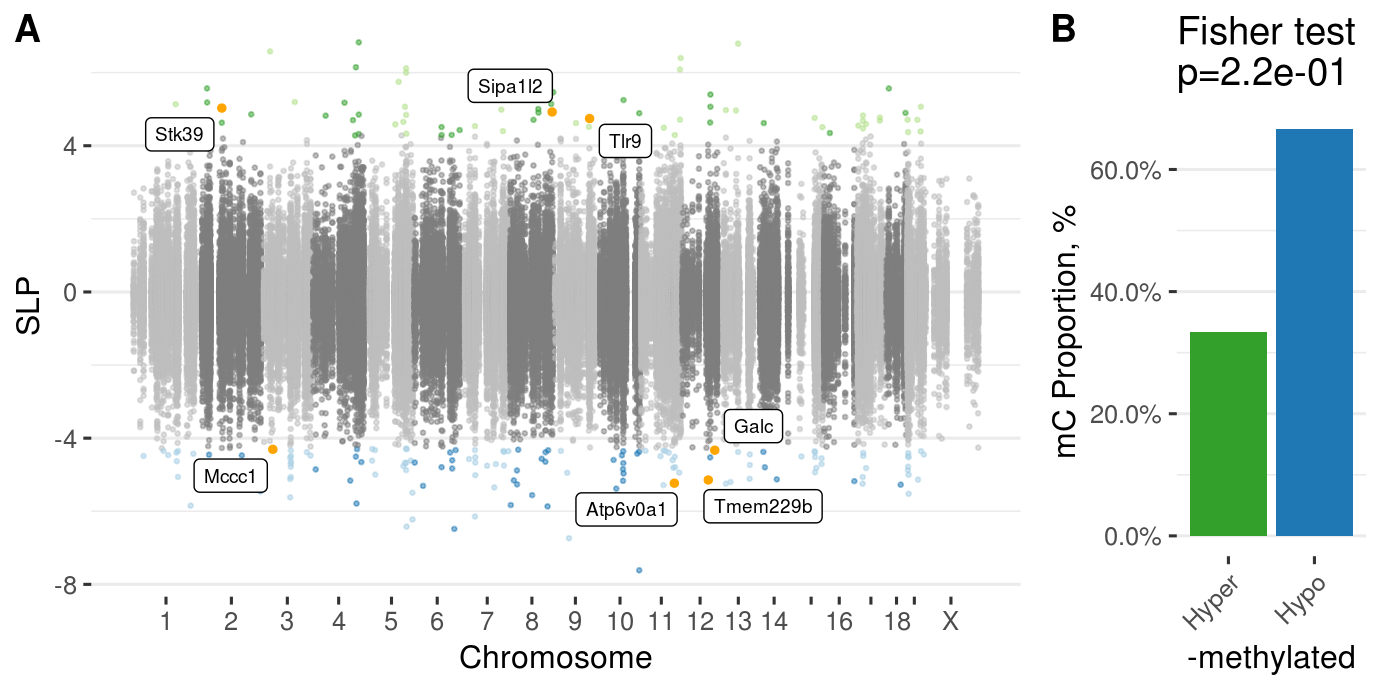 A
SLP
4
0
-4
-8
Stk39
Sipa1l2
Tlr9
Mccc1
Galc
Atp6v0a1
Tmem229b
1 2 3 4 5 6 7 8 9 10 11 12 13 14 16 18 X
Chromosome
B
Fisher test
p=2.2e-01
mC Proportion, %
60.0%
40.0%
20.0%
0.0%
Hyper
Hypo
-methylated